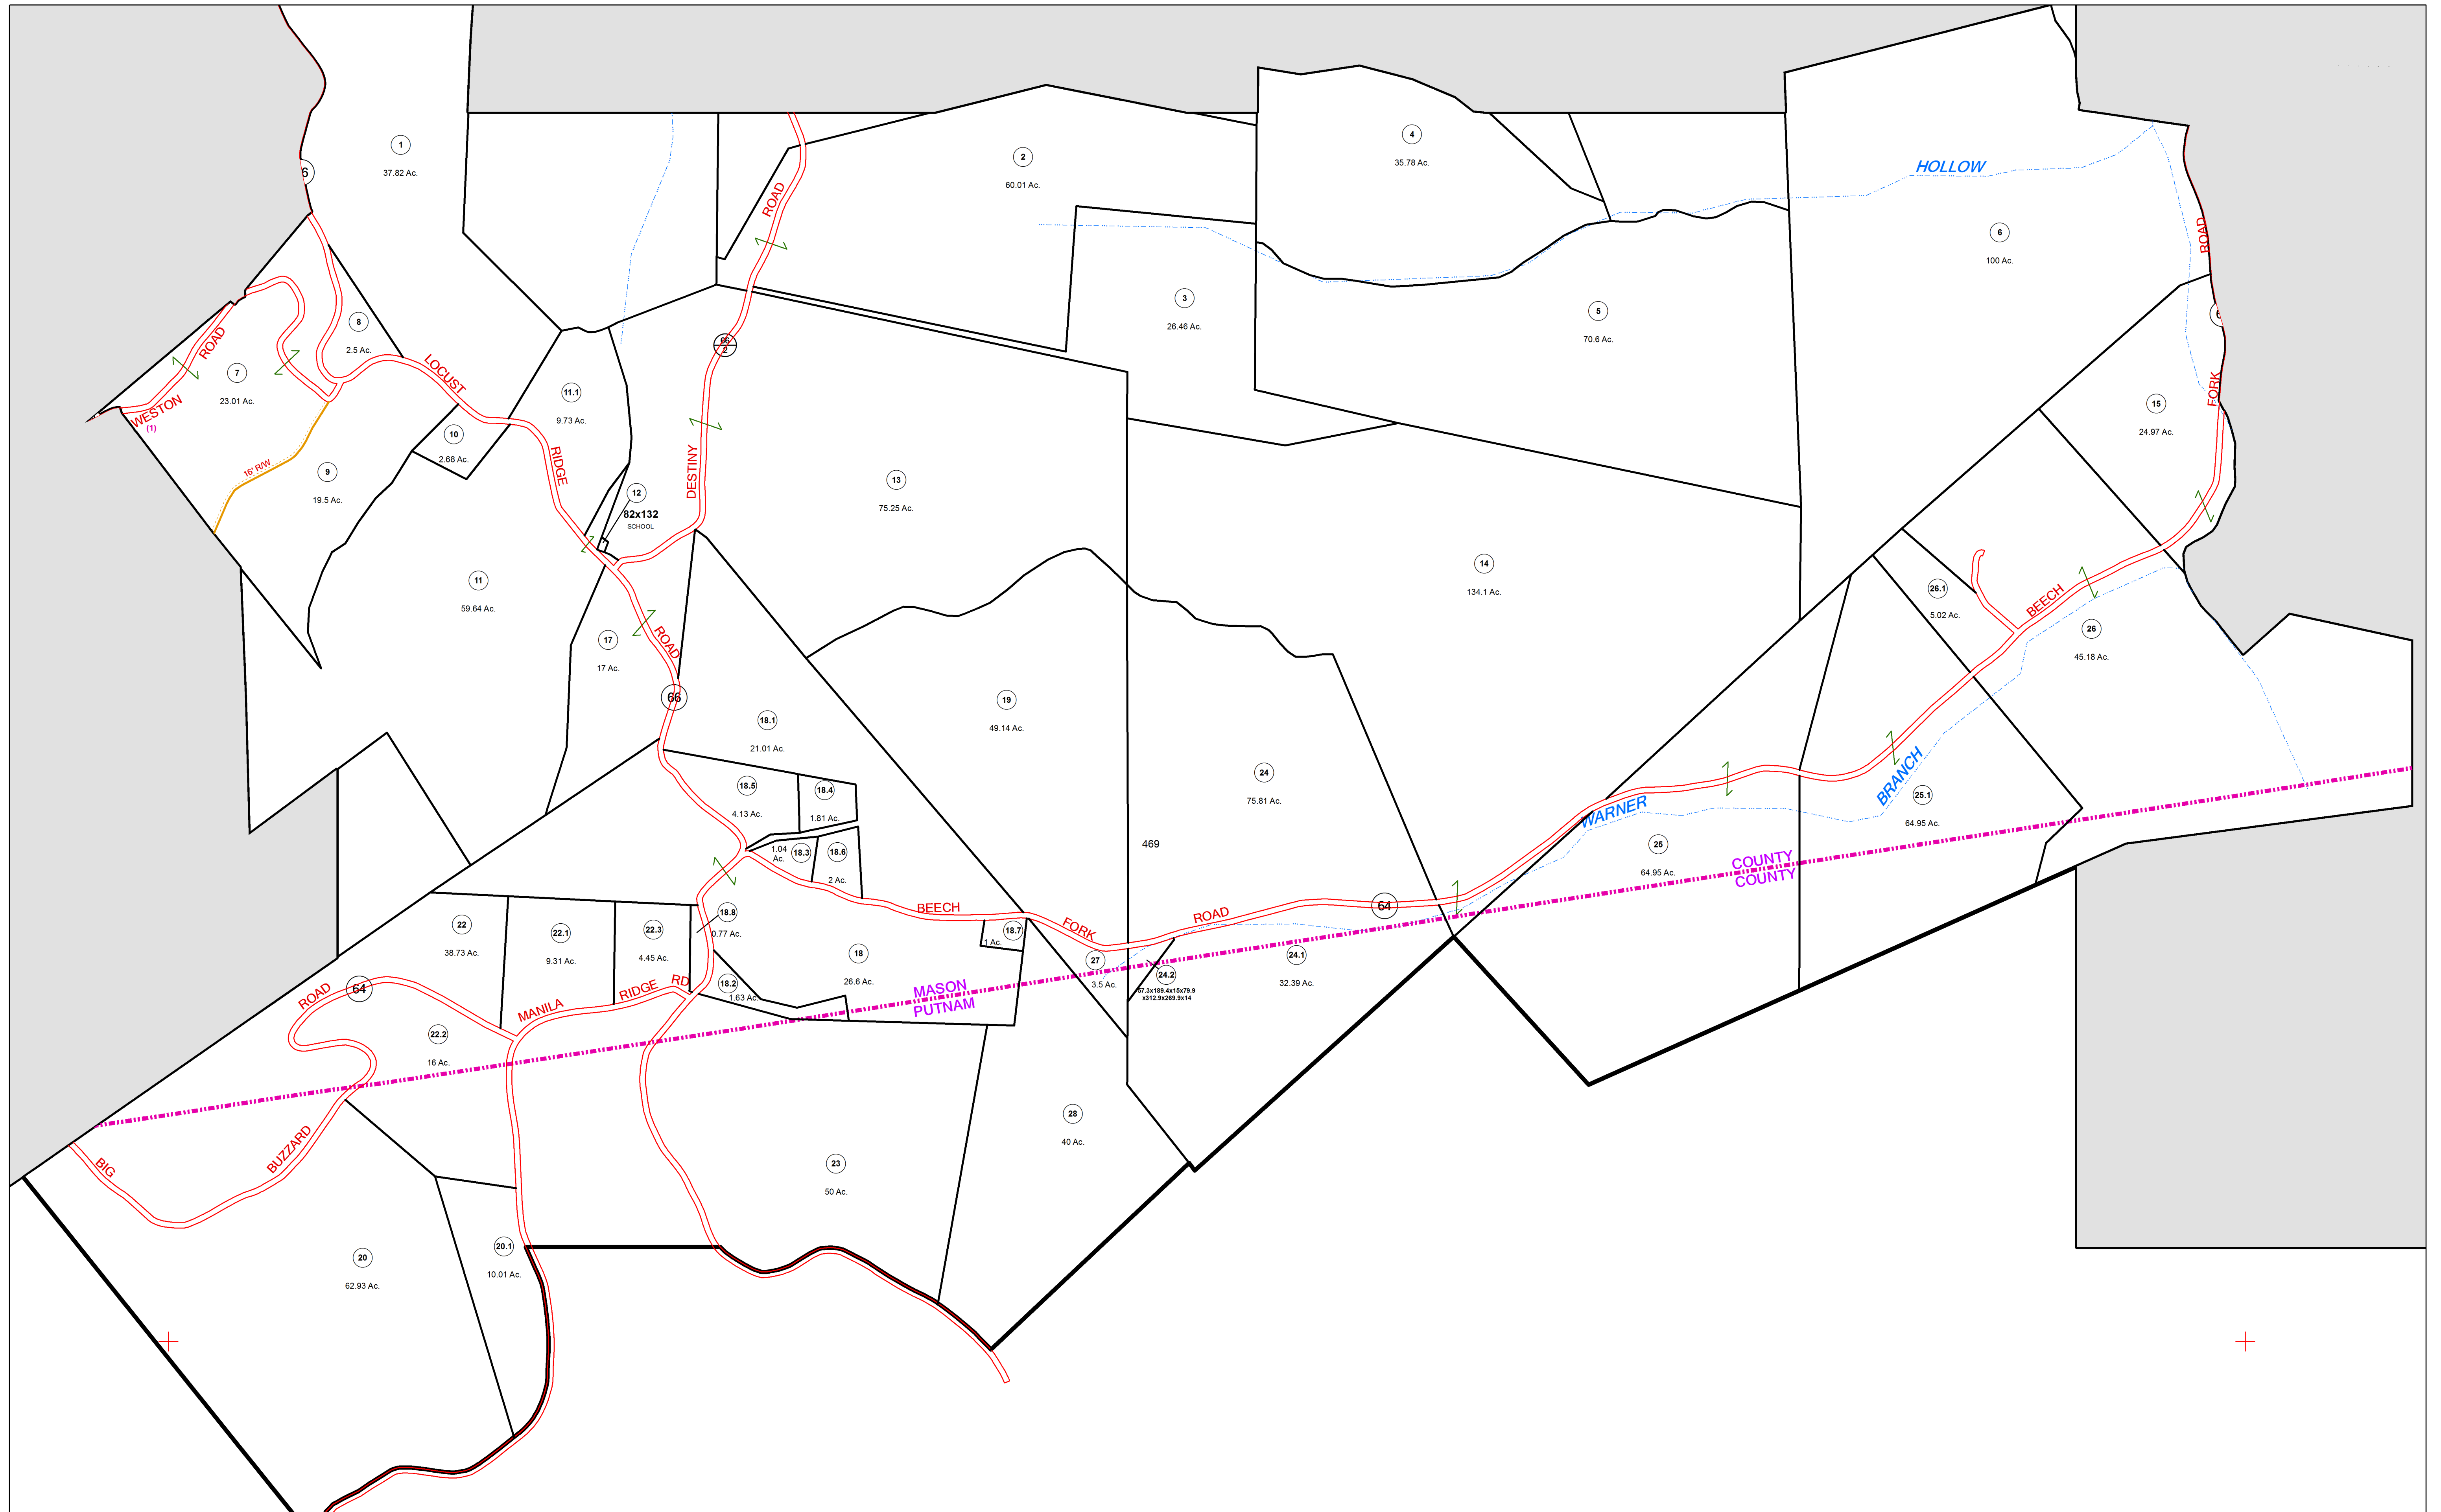 1
37.82 Ac.
6
2
60.01 Ac.
4
35.78 Ac.
HOLLOW
6
100 Ac.
ROAD
ROAD
3
26.46 Ac.
5
70.6 Ac.
8
2.5 Ac.
ROAD
7
23.01 Ac.
WESTON
(1)
LOCUST
66
2
11.1
9.73 Ac.
10
2.68 Ac.
RIDGE
16' R/W
9
19.5 Ac.
12
82x132
SCHOOL
DESTINY
13
75.25 Ac.
FORK
15
24.97 Ac.
11
59.64 Ac.
14
134.1 Ac.
26.1
5.02 Ac.
BEECH
26
45.18 Ac.
17
17 Ac.
ROAD
66
18.1
21.01 Ac.
19
49.14 Ac.
18.5
4.13 Ac.
18.4
1.81 Ac.
24
75.81 Ac.
469
WARNER
BRANCH
25.1
64.95 Ac.
25
64.95 Ac.
COUNTY
COUNTY
1.04
Ac.
18.3
18.6
2 Ac.
BEECH
FORK
ROAD
64
22
38.73 Ac.
22.1
9.31 Ac.
22.3
4.45 Ac.
18.8
0.77 Ac.
18.7
1 Ac.
18
26.6 Ac.
18.2
1.63 Ac.
27
3.5 Ac.
24.2
57.3x189.4x15x79.9
x312.9x269.9x14
24.1
32.39 Ac.
MASON
PUTNAM
ROAD
64
MANILA
RIDGE
RD
22.2
16 Ac.
BIG
BUZZARD
28
40 Ac.
23
50 Ac.
20
62.93 Ac.
20.1
10.01 Ac.